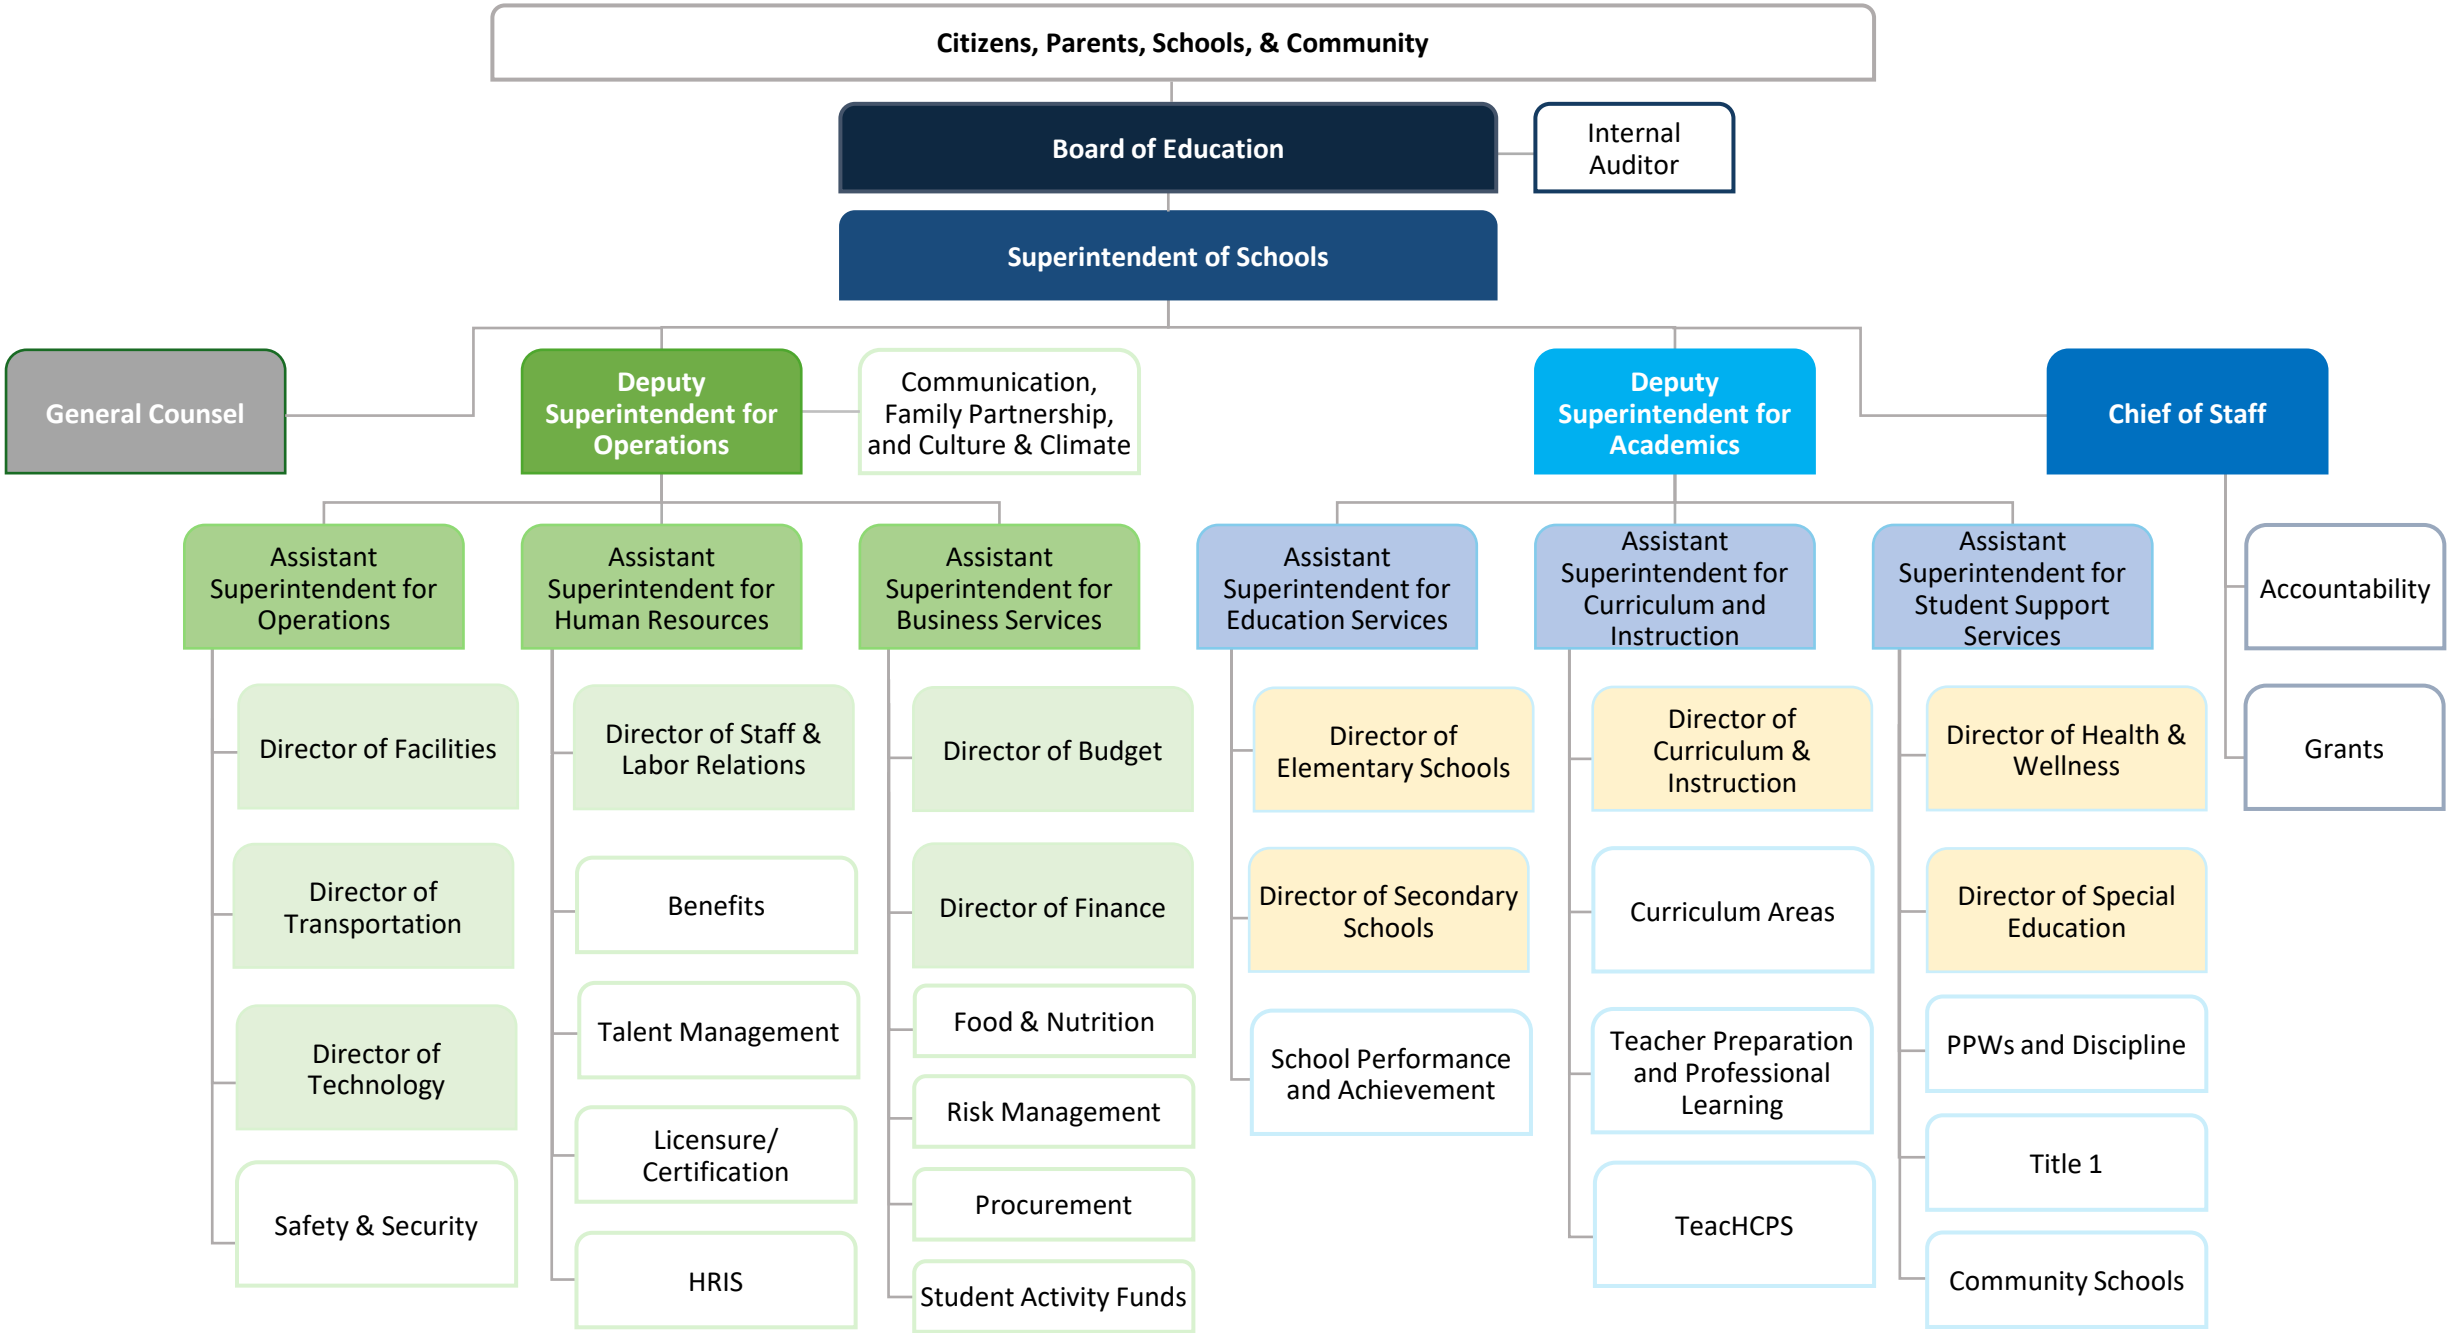 Citizens, Parents, Schools, & Community
Board of Education
Internal
Auditor
Superintendent of Schools
General Counsel
Deputy
Superintendent for
Operations
Communication,
Family Partnership,
and Culture & Climate
Deputy
Superintendent for
Academics
Chief of Staff
Assistant
Superintendent for
Operations
Assistant
Superintendent for
Human Resources
Assistant
Superintendent for
Business Services
Assistant
Superintendent for
Education Services
Assistant
Superintendent for
Curriculum and
Instruction
Assistant
Superintendent for
Student Support
Services
Accountability
Grants
Director of Facilities
Director of
Transportation
Director of
Technology
Safety & Security
Director of Staff &
Labor Relations
Benefits
Talent Management
Licensure/
Certification
HRIS
Director of Budget
Director of Finance
Food & Nutrition
Risk Management
Procurement
Student Activity Funds
Director of
Elementary Schools
Director of Secondary
Schools
School Performance
and Achievement
Director of
Curriculum &
Instruction
Curriculum Areas
Teacher Preparation
and Professional
Learning
TeacHCPS
Director of Health &
Wellness
Director of Special
Education
PPWs and Discipline
Title 1
Community Schools